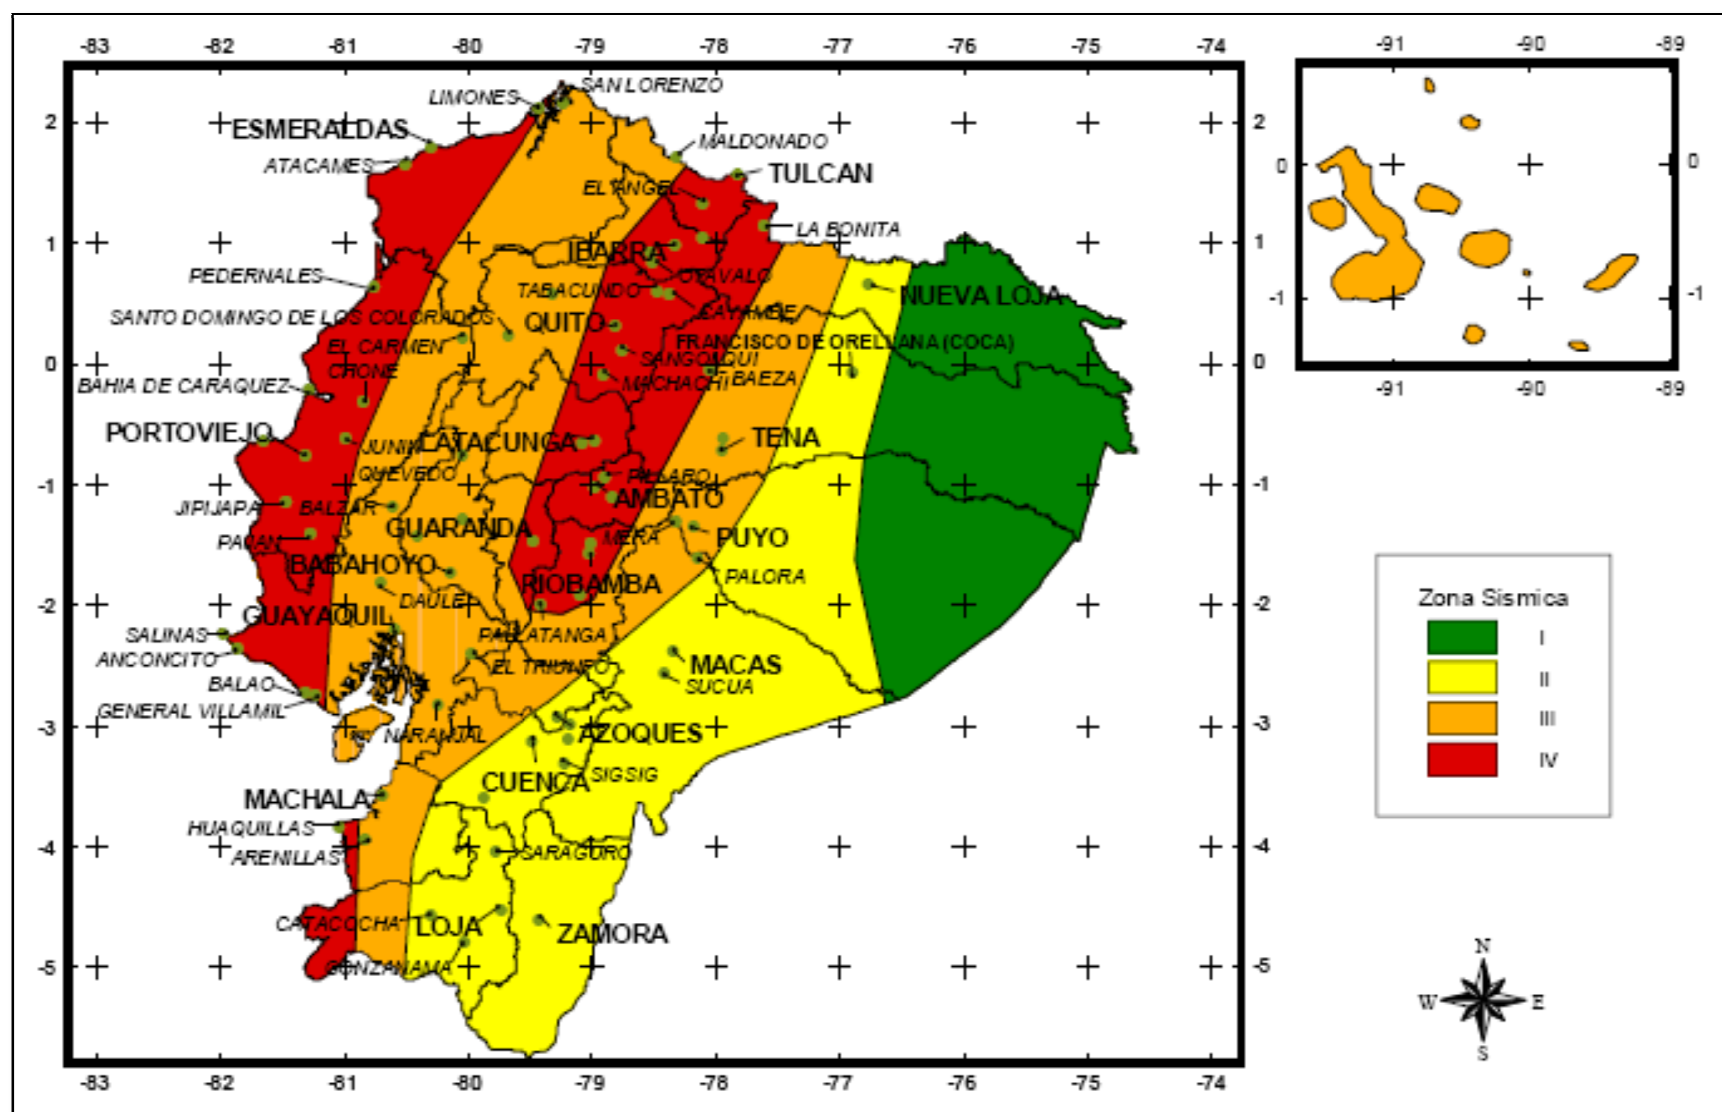 -83 -82 -81 -80 -79 -78 -77 -76 -75 -74
-91 -90 -89
SAN LORENZO
LIMONES
2 2
ESMERALDAS
MALDONADO
ATACAMES
TULCAN
EL ANGEL
0 0
LA BONITA
1 1
IBARRA
PEDERNALES
OTAVALO
TABACUNDO
NUEVA LOJA
-1 -1
CAYAMBE
SANTO DOMINGO DE LOS COLORADOS
QUITO
FRANCISCO DE ORELLANA (COCA)
EL CARMEN
SANGOLQUI
0 0
CHONE
BAHIA DE CARAQUEZ
MACHACHI
BAEZA
-91 -90 -89
PORTOVIEJO
JUNIN
LATACUNGA
TENA
QUEVEDO
PILLARO
-1 -1
AMBATO
JIPIJAPA
BALZAR
GUARANDA
PAJAN
MERA
PUYO
BABAHOYO
RIOBAMBA
PALORA
Zona Sismica
-2 -2
DAULE
GUAYAQUIL
SALINAS
PALLATANGA
I
ANCONCITO
EL TRIUNFO
MACAS
BALAO
SUCUA
II
GENERAL VILLAMIL
III
-3 -3
NARANJAL
AZOQUES
IV
CUENCA
SIGSIG
MACHALA
HUAQUILLAS
-4 -4
ARENILLAS
SARAGURO
CATACOCHA
LOJA
ZAMORA
-5 -5
GONZANAMA
N
W E
S
-83 -82 -81 -80 -79 -78 -77 -76 -75 -74